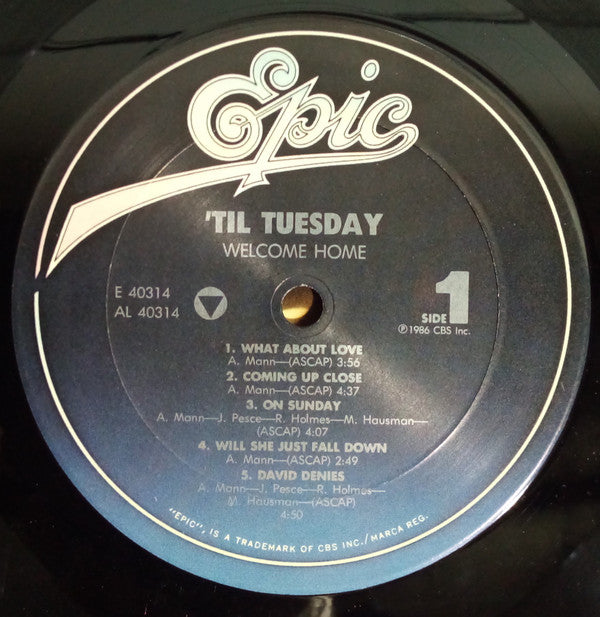 Epic
'TIL TUESDAY
WELCOME HOME
E 40314
AL 40314
SIDE 1
℗1986 CBS Inc.
1. WHAT ABOUT LOVE
A. Mann—(ASCAP) 3:56
2. COMING UP CLOSE
A. Mann—(ASCAP) 4:37
3. ON SUNDAY
A. Mann—J. Pesce—R. Holmes—M. Hausman—
(ASCAP) 4:07
4. WILL SHE JUST FALL DOWN
A. Mann—(ASCAP) 2:49
5. DAVID DENIES
A. Mann—J. Pesce—R. Holmes—
M. Hausman—(ASCAP)
4:50
"EPIC", IS A TRADEMARK OF CBS INC./MARCA REG.